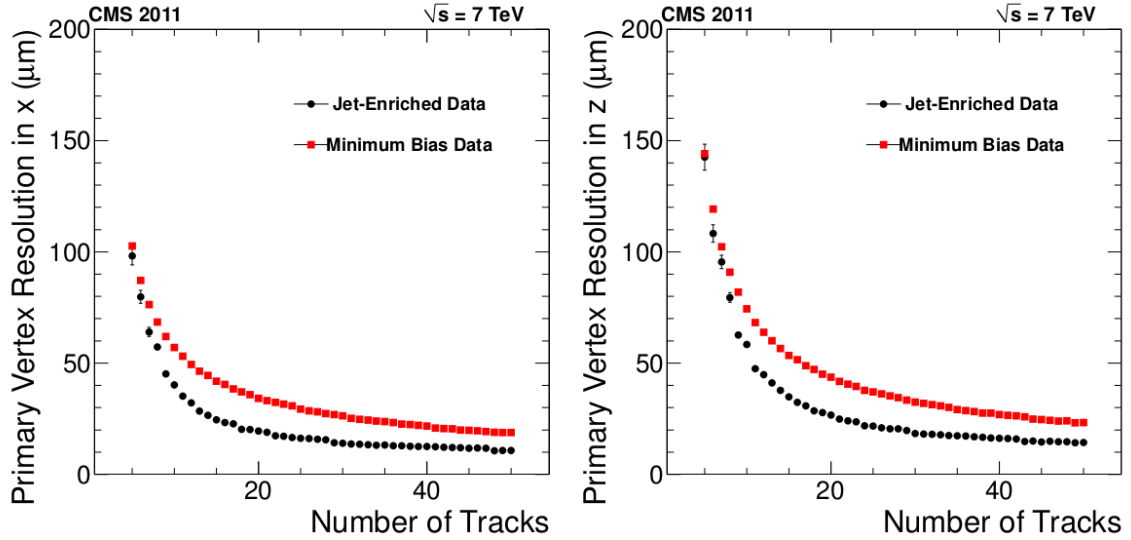 CMS 2011 √s = 7 TeV
Primary Vertex Resolution in x (μm)
200
150
100
50
0
Jet-Enriched Data
Minimum Bias Data
20 40
Number of Tracks
CMS 2011 √s = 7 TeV
Primary Vertex Resolution in z (μm)
200
150
100
50
0
Jet-Enriched Data
Minimum Bias Data
20 40
Number of Tracks